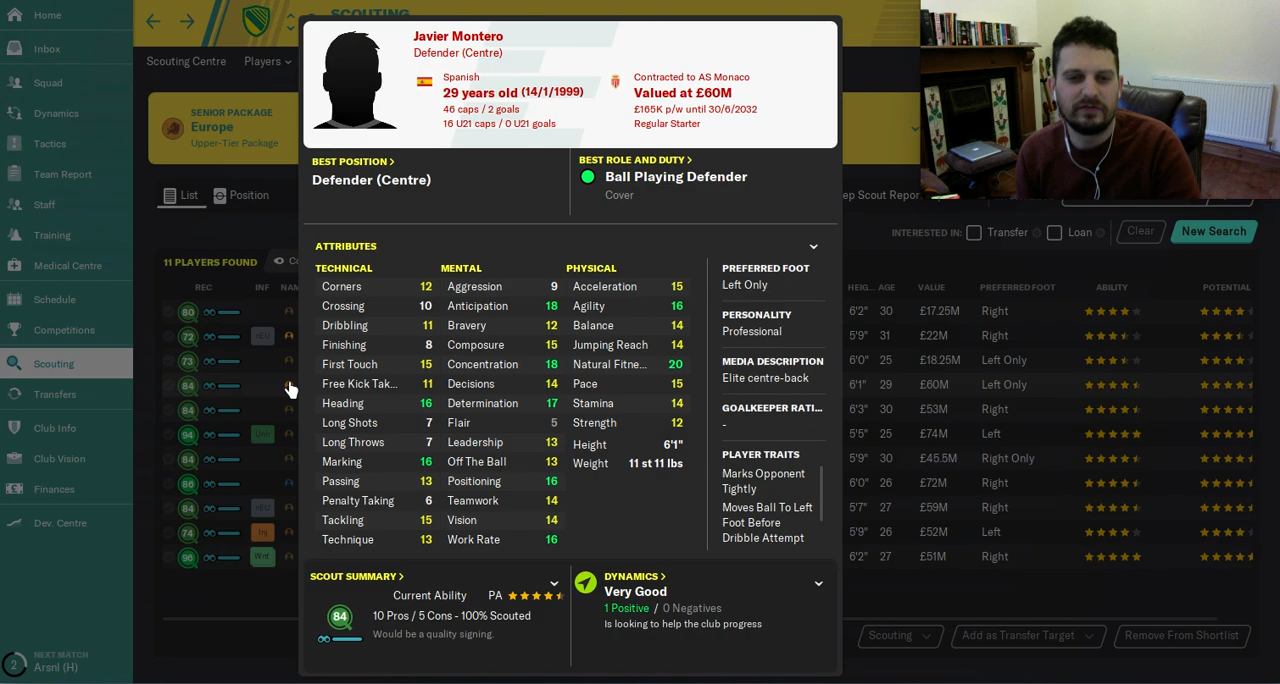 Home
Inbox
Squad
Dynamics
Tactics
Team Report
Staff
Training
Medical Centre
Schedule
Competitions
Scouting
Transfers
Club Info
Club Vision
Finances
Dev. Centre
2
NEXT MATCH
Arsnl (H)
SCOUTING
Scouting Centre
Players
SENIOR PACKAGE
Europe
Upper-Tier Package
List
Position
INTERESTED IN:
Transfer
Loan
Clear
New Search
11 PLAYERS FOUND
REC INF
HEIG... AGE VALUE PREFERRED FOOT ABILITY POTENTIAL
80 6'2" 30 £17.25M Right
72 nEU 5'9" 31 £22M Right
73 6'0" 25 £18.25M Left Only
84 6'1" 29 £60M Left Only
84 6'3" 30 £53M Right
94 Unh 5'5" 25 £74M Left
84 5'9" 30 £45.5M Right Only
86 6'0" 26 £72M Right
84 nEU 5'7" 27 £59M Right
74 Inj 5'9" 26 £52M Left
96 Wnt 6'2" 27 £51M Right
Scouting
Add as Transfer Target
Remove From Shortlist
Javier Montero
Defender (Centre)
Spanish
29 years old (14/1/1999)
46 caps / 2 goals
16 U21 caps / 0 U21 goals
Contracted to AS Monaco
Valued at £60M
£165K p/w until 30/6/2032
Regular Starter
BEST POSITION >
Defender (Centre)
BEST ROLE AND DUTY >
Ball Playing Defender
Cover
ATTRIBUTES
TECHNICAL
Corners 12
Crossing 10
Dribbling 11
Finishing 8
First Touch 15
Free Kick Tak... 11
Heading 16
Long Shots 7
Long Throws 7
Marking 16
Passing 13
Penalty Taking 6
Tackling 15
Technique 13
MENTAL
Aggression 9
Anticipation 18
Bravery 12
Composure 15
Concentration 18
Decisions 14
Determination 17
Flair 5
Leadership 13
Off The Ball 13
Positioning 16
Teamwork 14
Vision 14
Work Rate 16
PHYSICAL
Acceleration 15
Agility 16
Balance 14
Jumping Reach 14
Natural Fitne... 20
Pace 15
Stamina 14
Strength 12
Height 6'1"
Weight 11 st 11 lbs
PREFERRED FOOT
Left Only
PERSONALITY
Professional
MEDIA DESCRIPTION
Elite centre-back
GOALKEEPER RATI...
-
PLAYER TRAITS
Marks Opponent
Tightly
Moves Ball To Left
Foot Before
Dribble Attempt
SCOUT SUMMARY >
Current Ability PA
84
10 Pros / 5 Cons - 100% Scouted
Would be a quality signing.
DYNAMICS >
Very Good
1 Positive / 0 Negatives
Is looking to help the club progress